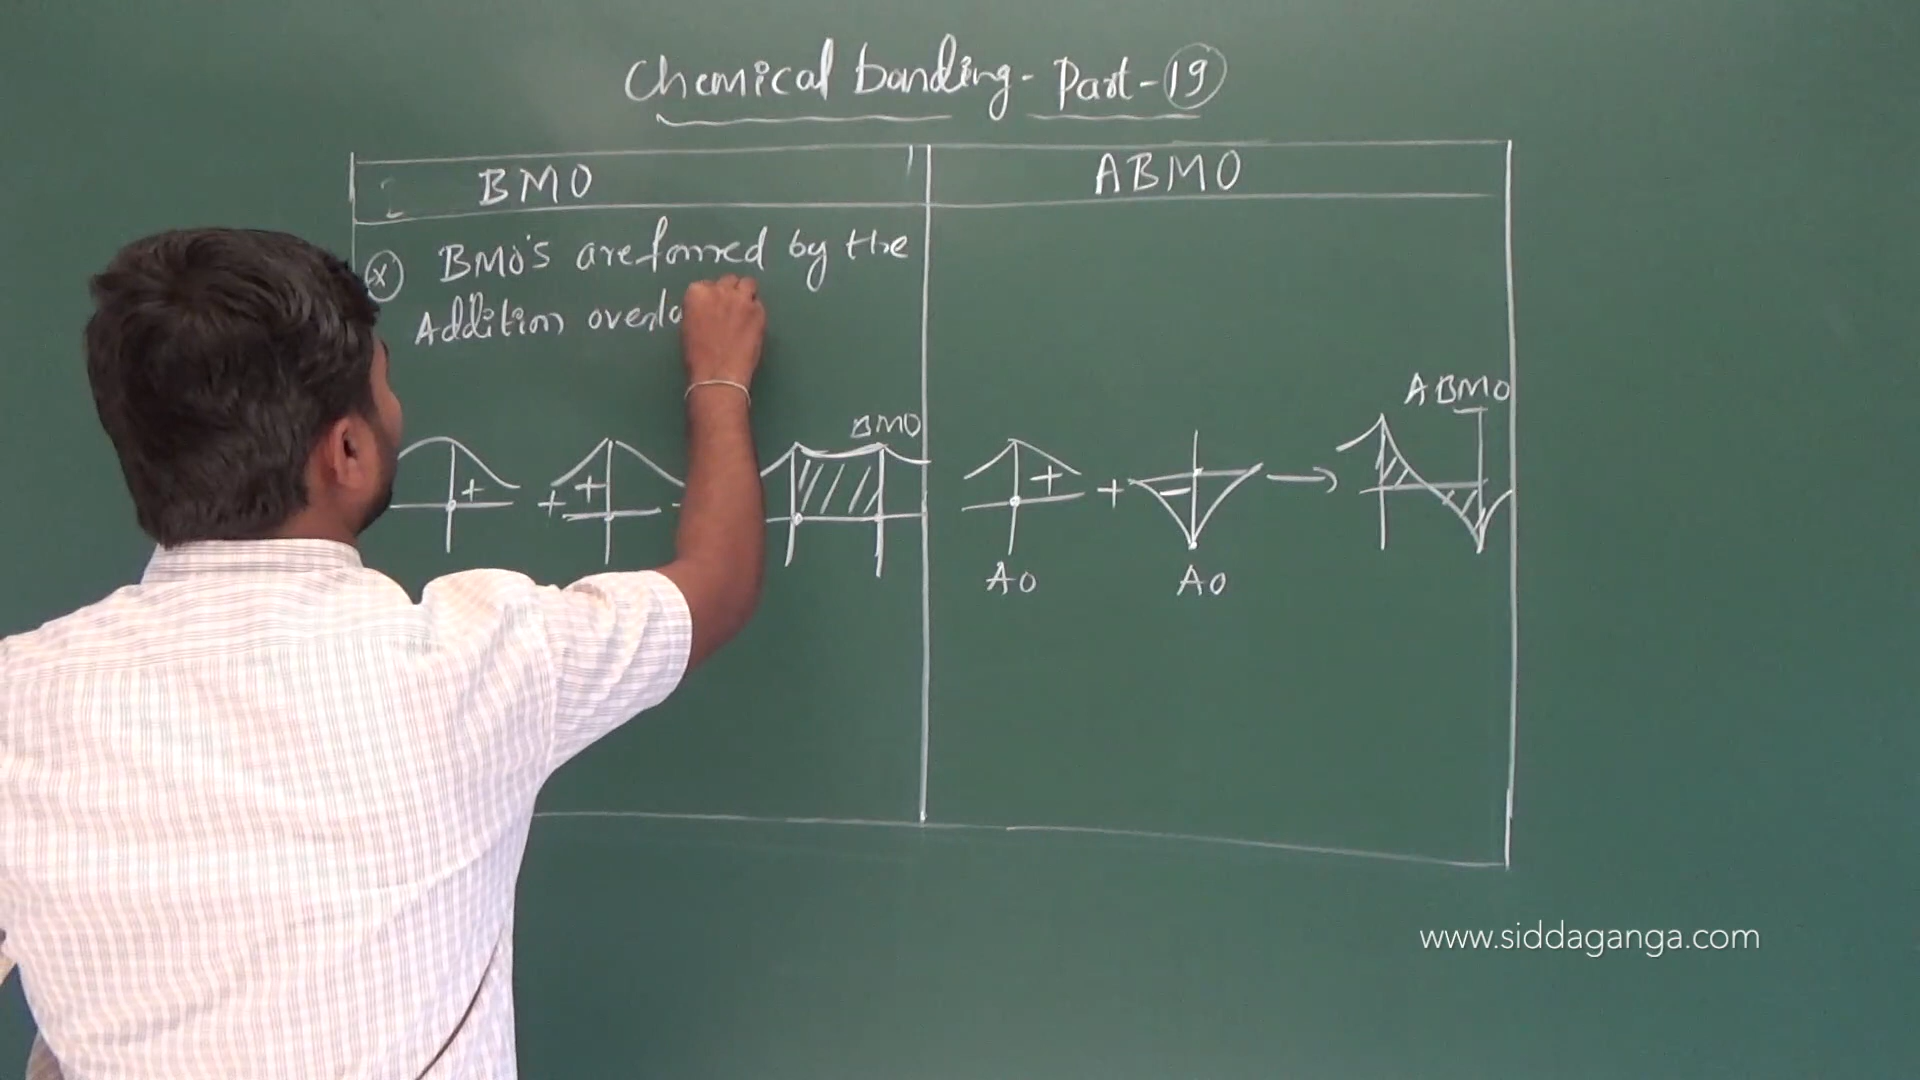 Chemical bonding - Part - 19
BMO
ABMO
BMO's are formed by the
Addition overla
BMO
ABMO
+
+
+
+
+
-
AO
AO
www.siddaganga.com